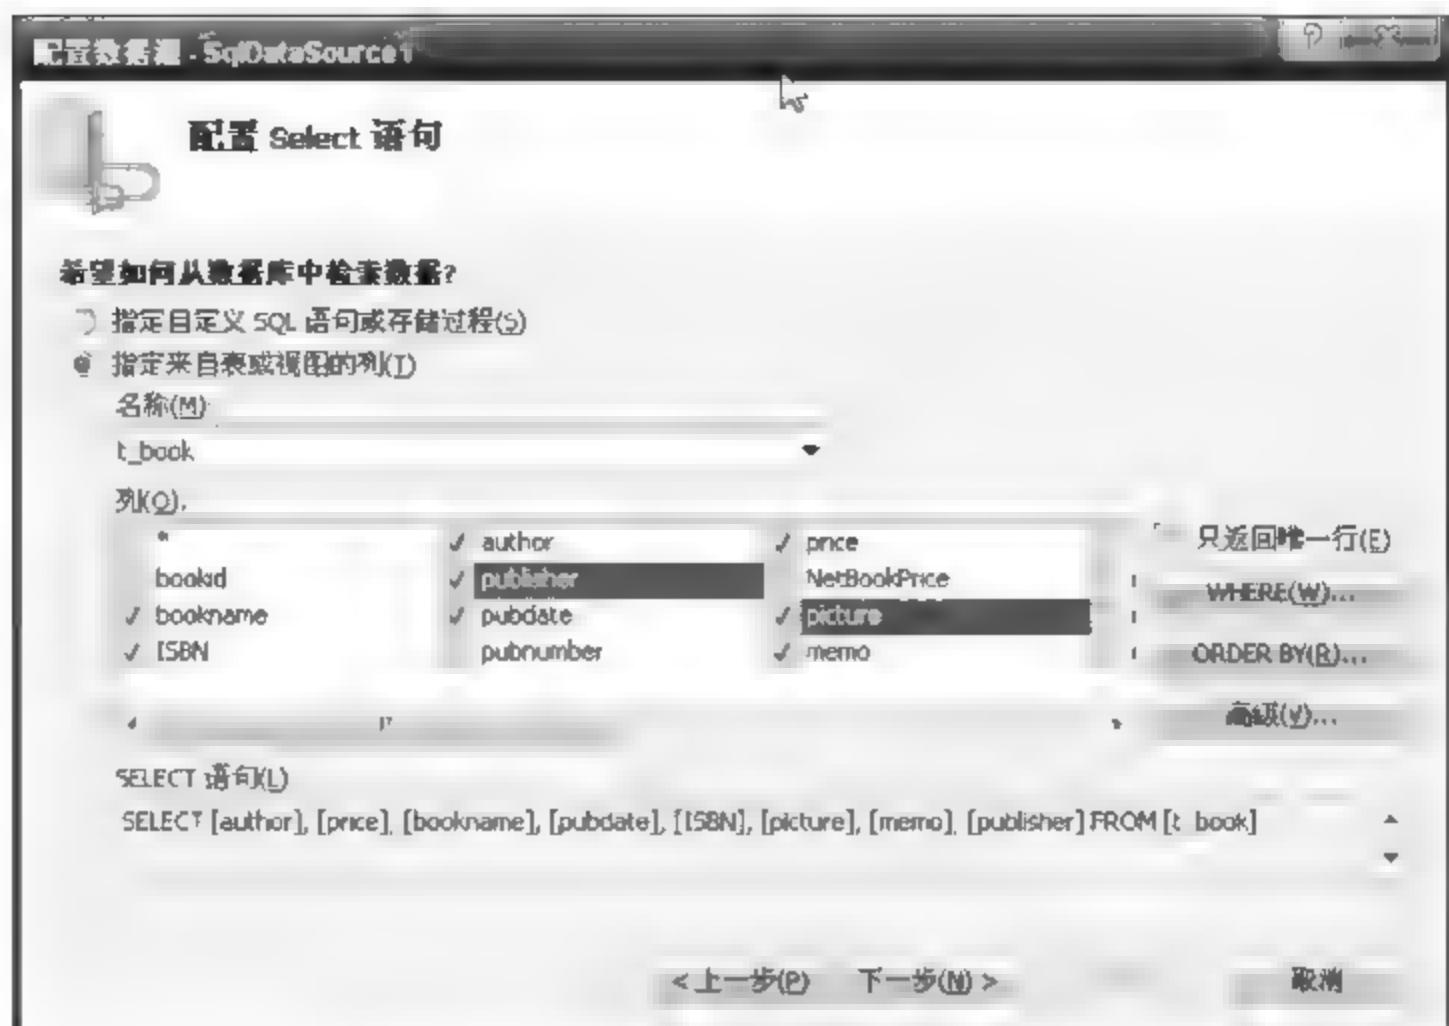 配置数据源 - SqlDataSource1
配置 Select 语句
希望如何从数据库中检索数据?
指定自定义 SQL 语句或存储过程(S)
指定来自表或视图的列(T)
名称(M)
t_book
列(O),
*
bookid
bookname
ISBN
author
publisher
pubdate
pubnumber
price
NetBookPrice
picture
memo
只返回唯一行(E)
WHERE(W)...
ORDER BY(R)...
高级(V)...
SELECT 语句(L)
SELECT [author], [price], [bookname], [pubdate], [ISBN], [picture], [memo], [publisher] FROM [t_book]
< 上一步(P)
下一步(N) >
取消